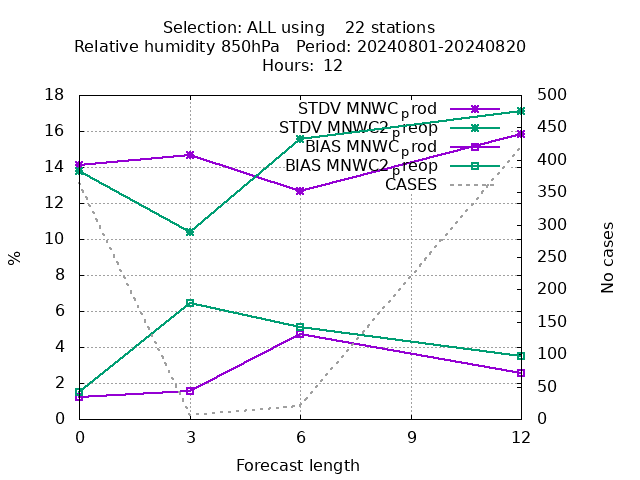 Selection: ALL using    22 stations
Relative humidity 850hPa   Period: 20240801-20240820
Hours: 12
STDV MNWC_prod
STDV MNWC2_preop
BIAS MNWC_prod
BIAS MNWC2_preop
CASES
18
16
14
12
10
8
6
4
2
0
%
500
450
400
350
300
250
200
150
100
50
0
No cases
0 3 6 9 12
Forecast length